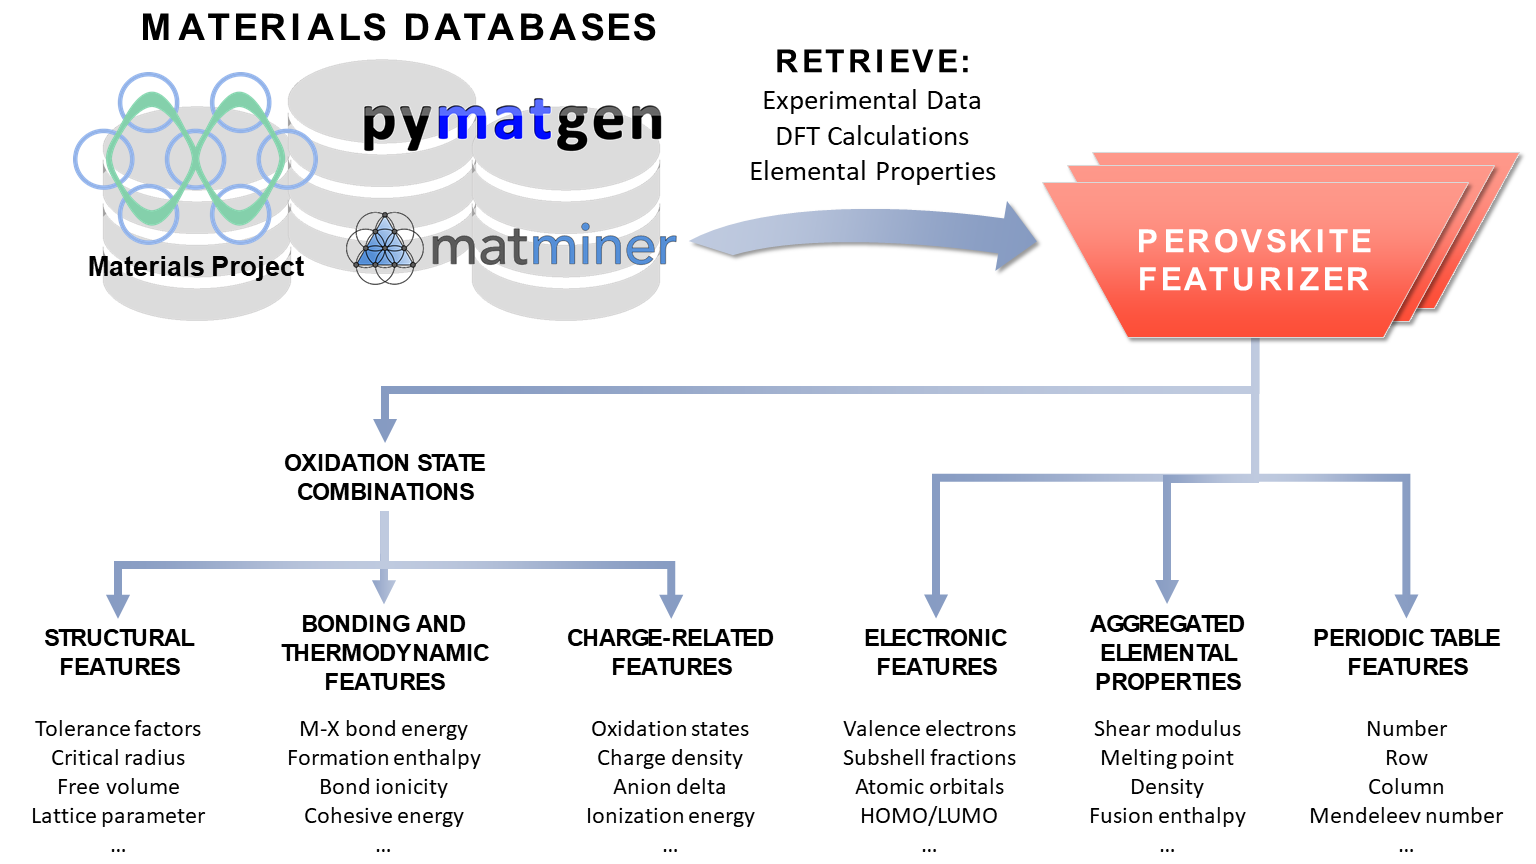 MATERIALS DATABASES
pymatgen
Materials Project
matminer
RETRIEVE:
Experimental Data
DFT Calculations
Elemental Properties
PEROVSKITE
FEATURIZER
OXIDATION STATE
COMBINATIONS
STRUCTURAL
FEATURES
Tolerance factors
Critical radius
Free volume
Lattice parameter
...
BONDING AND
THERMODYNAMIC
FEATURES
M-X bond energy
Formation enthalpy
Bond ionicity
Cohesive energy
...
CHARGE-RELATED
FEATURES
Oxidation states
Charge density
Anion delta
Ionization energy
...
ELECTRONIC
FEATURES
Valence electrons
Subshell fractions
Atomic orbitals
HOMO/LUMO
...
AGGREGATED
ELEMENTAL
PROPERTIES
Shear modulus
Melting point
Density
Fusion enthalpy
...
PERIODIC TABLE
FEATURES
Number
Row
Column
Mendeleev number
...